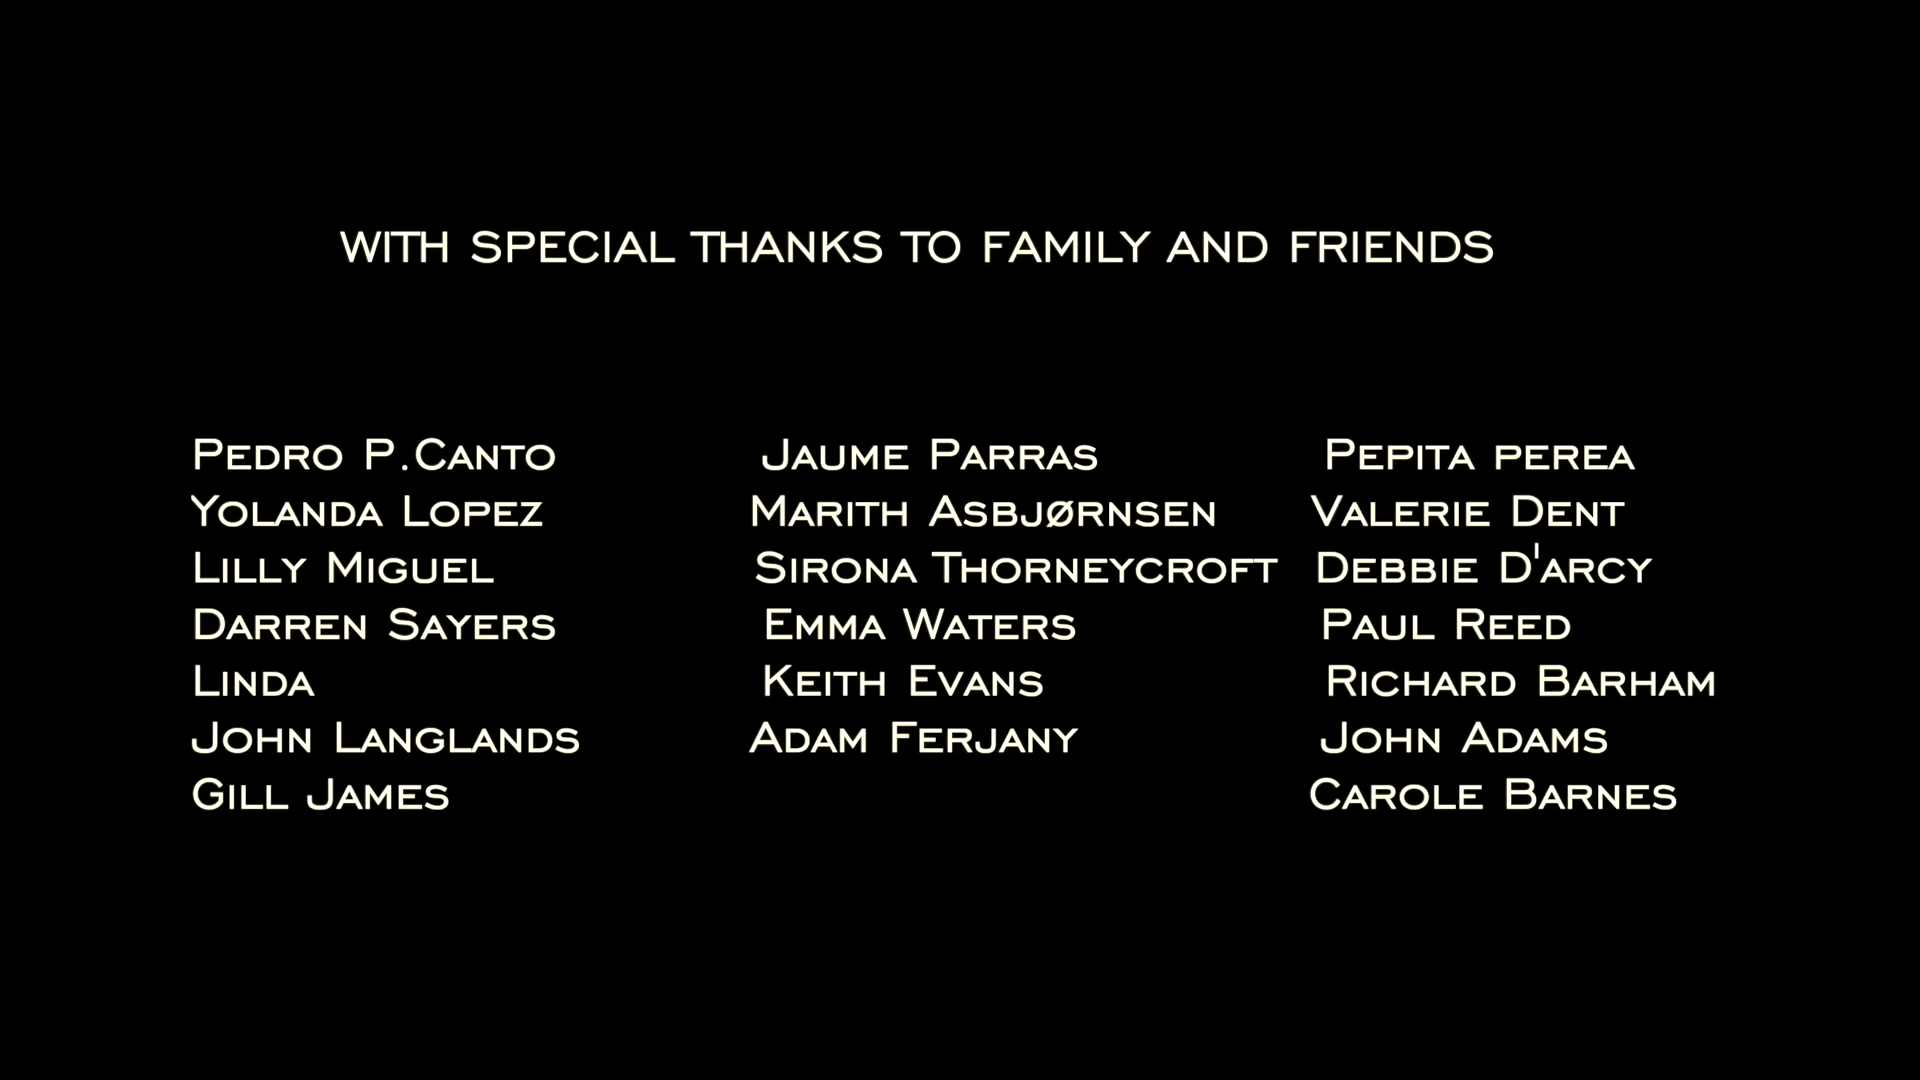 WITH SPECIAL THANKS TO FAMILY AND FRIENDS
Pedro P.Canto Jaume Parras Pepita perea
Yolanda Lopez Marith Asbjørnsen Valerie Dent
Lilly Miguel Sirona Thorneycroft Debbie D'arcy
Darren Sayers Emma Waters Paul Reed
Linda Keith Evans Richard Barham
John Langlands Adam Ferjany John Adams
Gill James Carole Barnes